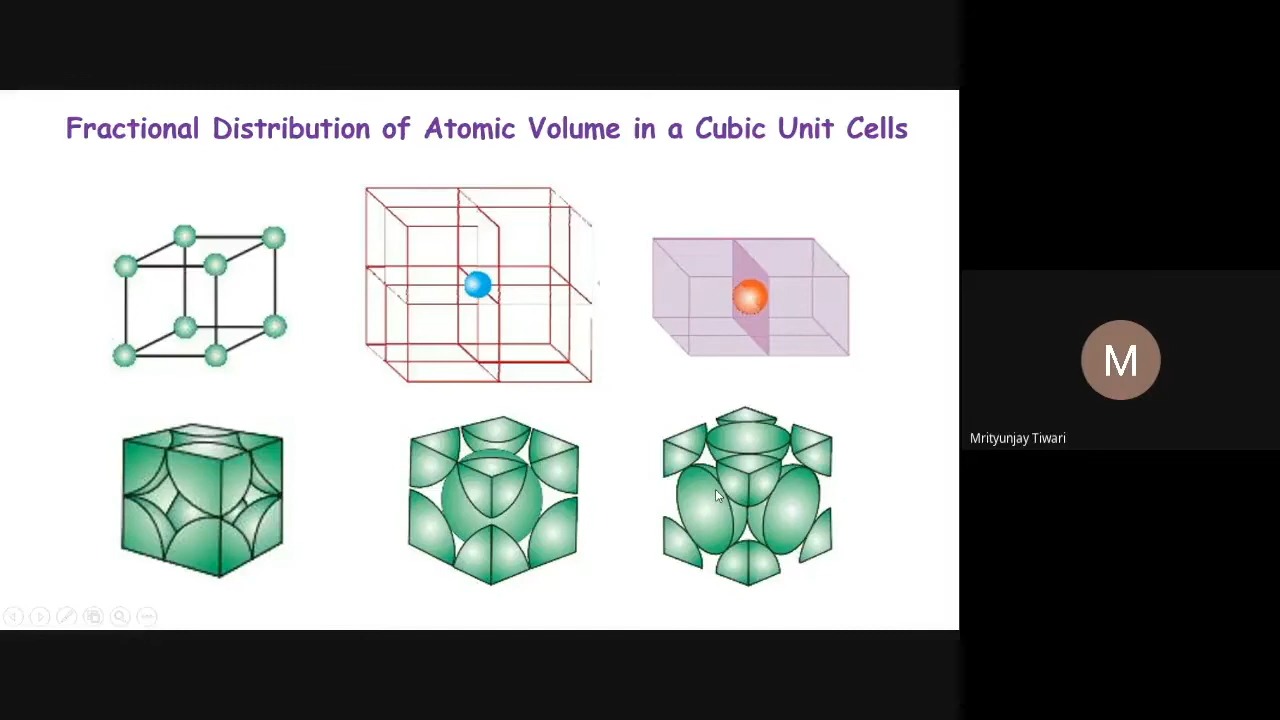 Fractional Distribution of Atomic Volume in a Cubic Unit Cells
M
Mrityunjay Tiwari